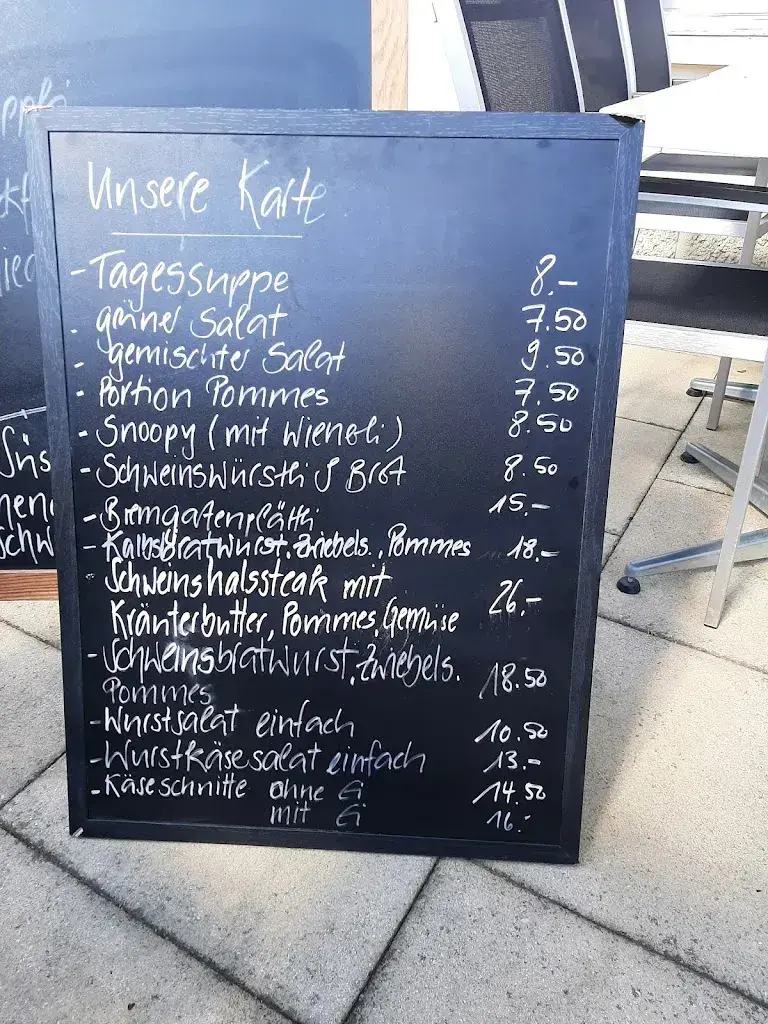 Unsere Karte
- Tagessuppe 8.-
- grüner Salat 7.50
- gemischter Salat 9.50
- Portion Pommes 7.50
- Snoopy (mit Wienerli) 8.50
- Schweinswürstli & Brot 8.50
- Bremgatenplättli 15.-
- Kalbsbratwurst, Zwiebels., Pommes 18.-
Schweinshalssteak mit
Kräuterbutter, Pommes, Gemüse 26.-
- Schweinsbratwurst, Zwiebels.
Pommes 18.50
- Wurstsalat einfach 10.50
- Wurstkäsesalat einfach 13.-
- Käseschnitte ohne Ei 14.50
mit Ei 16.-